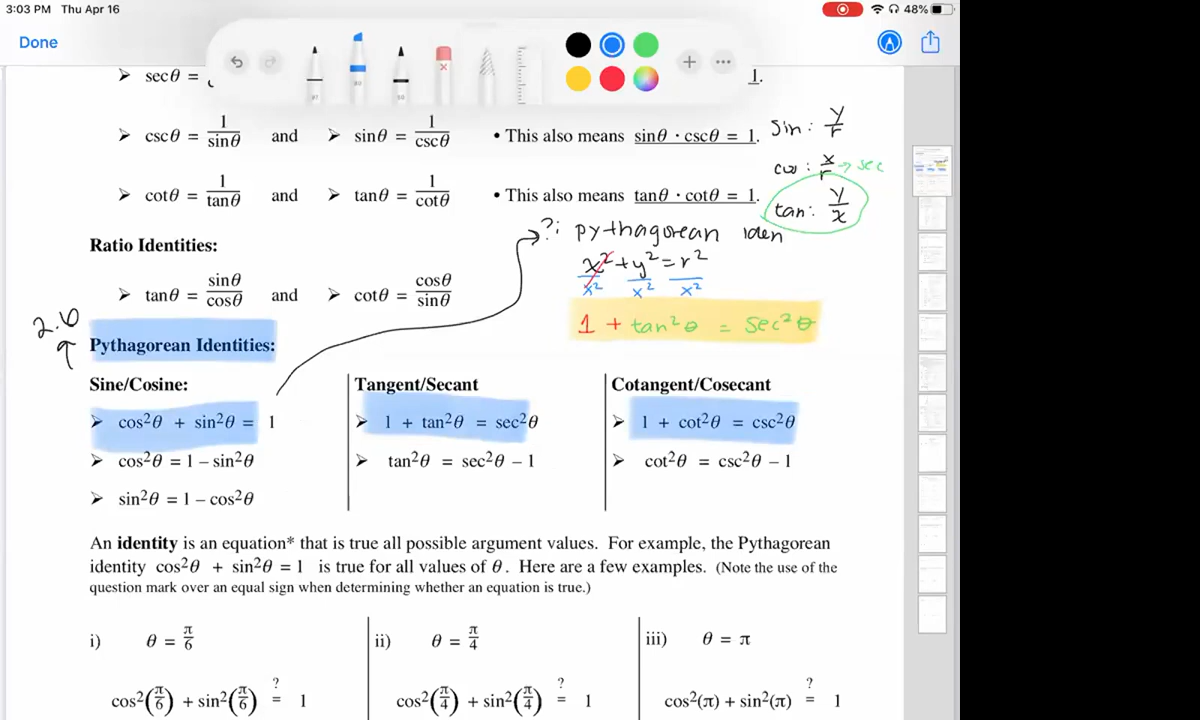 3:03 PM Thu Apr 16
48%
Done
➢ secθ =
1.
➢ cscθ = 1/sinθ and ➢ sinθ = 1/cscθ • This also means sinθ · cscθ = 1.
sin: y/r
cos: x/r → sec
➢ cotθ = 1/tanθ and ➢ tanθ = 1/cotθ • This also means tanθ · cotθ = 1.
tan: y/x
?: pythagorean iden
Ratio Identities:
x² + y² = r²
x² x² x²
➢ tanθ = sinθ/cosθ and ➢ cotθ = cosθ/sinθ
1 + tan²θ = sec²θ
2.6
Pythagorean Identities:
Sine/Cosine:
➢ cos²θ + sin²θ = 1
➢ cos²θ = 1 – sin²θ
➢ sin²θ = 1 – cos²θ
Tangent/Secant
➢ 1 + tan²θ = sec²θ
➢ tan²θ = sec²θ – 1
Cotangent/Cosecant
➢ 1 + cot²θ = csc²θ
➢ cot²θ = csc²θ – 1
An identity is an equation* that is true all possible argument values. For example, the Pythagorean
identity cos²θ + sin²θ = 1 is true for all values of θ. Here are a few examples. (Note the use of the
question mark over an equal sign when determining whether an equation is true.)
i) θ = π/6
cos²(π/6) + sin²(π/6) ?= 1
ii) θ = π/4
cos²(π/4) + sin²(π/4) ?= 1
iii) θ = π
cos²(π) + sin²(π) ?= 1